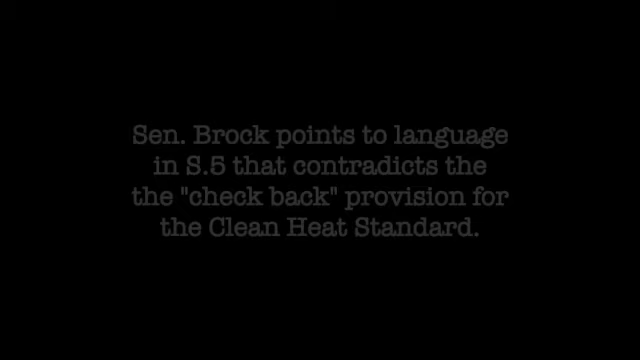 Sen. Brock points to language
in S.5 that contradicts the
the "check back" provision for
the Clean Heat Standard.